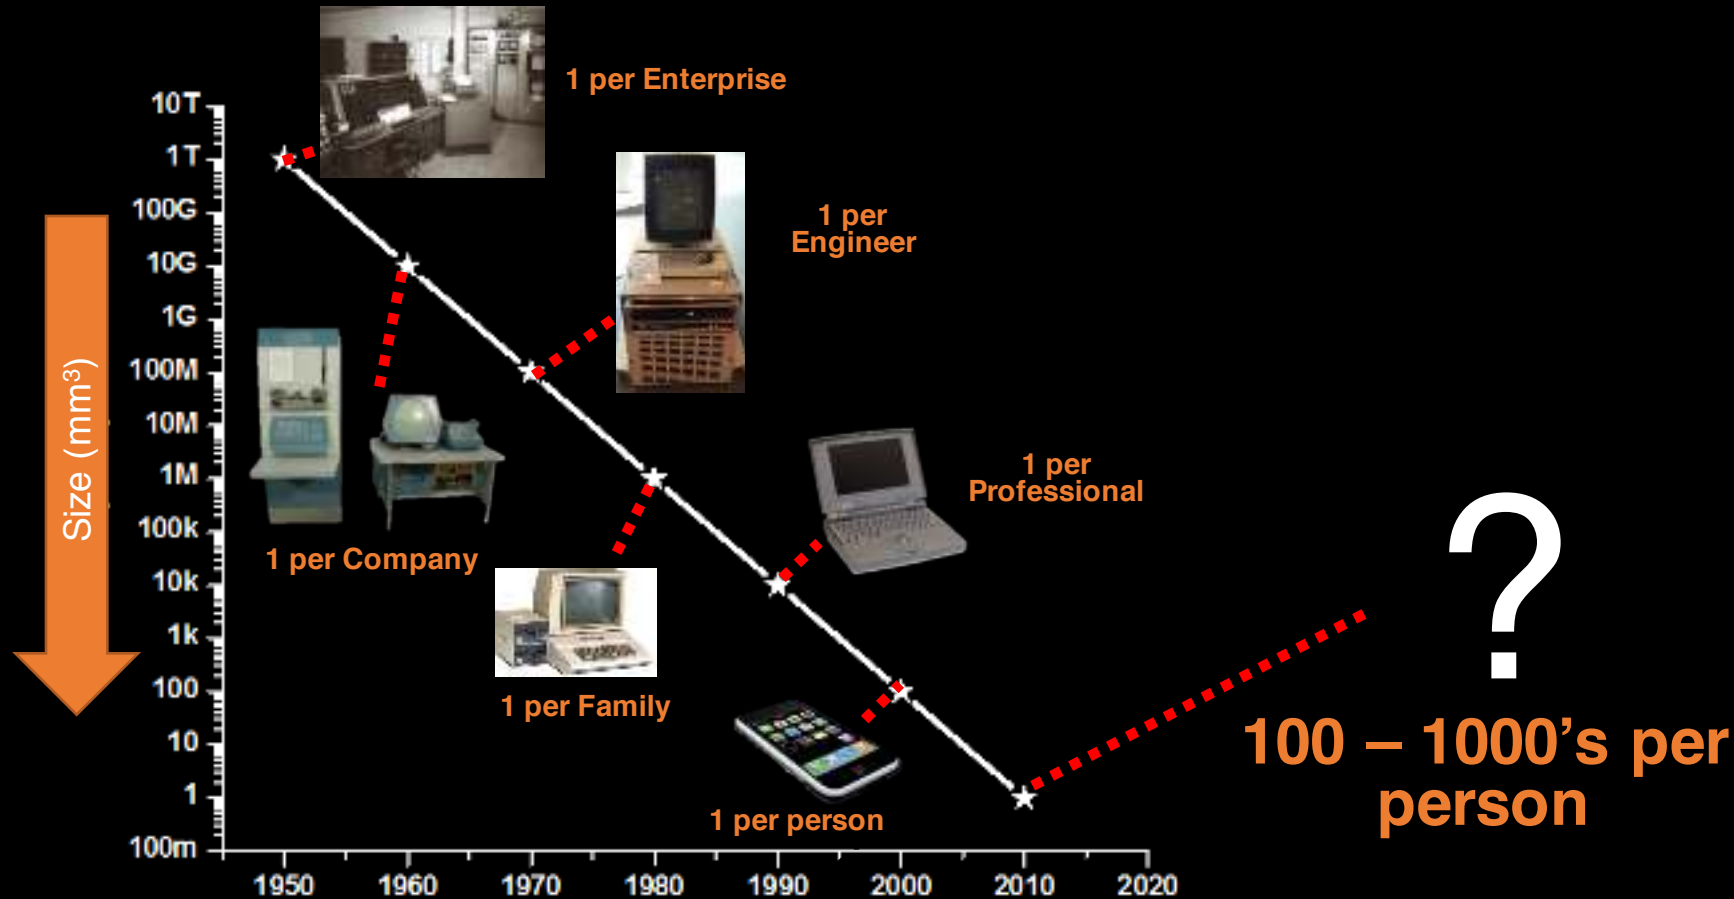 1 per Enterprise
10T
1T
100G
10G
1G
100M
10M
1M
100k
10k
1k
100
10
1
100m
Size (mm³)
1 per
Engineer
1 per
Professional
1 per Company
1 per Family
1 per person
?
100 – 1000's per
person
1950 1960 1970 1980 1990 2000 2010 2020